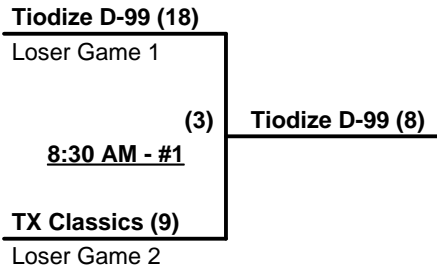 Tiodize D-99 (18)
Loser Game 1
(3)
Tiodize D-99 (8)
8:30 AM - #1
TX Classics (9)
Loser Game 2